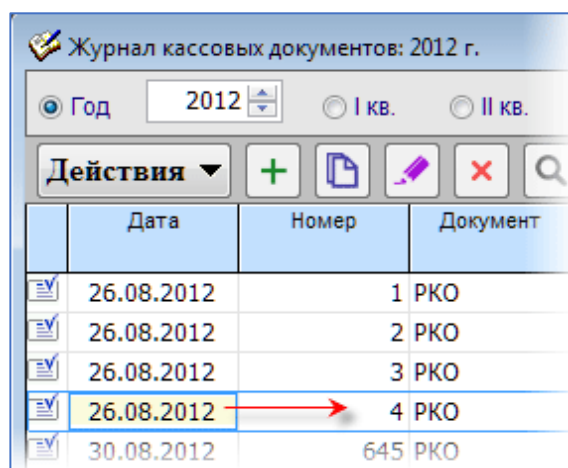 Журнал кассовых документов: 2012 г.
Год 2012 I кв. II кв.
Действия
Дата Номер Документ
26.08.2012 1 РКО
26.08.2012 2 РКО
26.08.2012 3 РКО
26.08.2012 4 РКО
30.08.2012 645 РКО